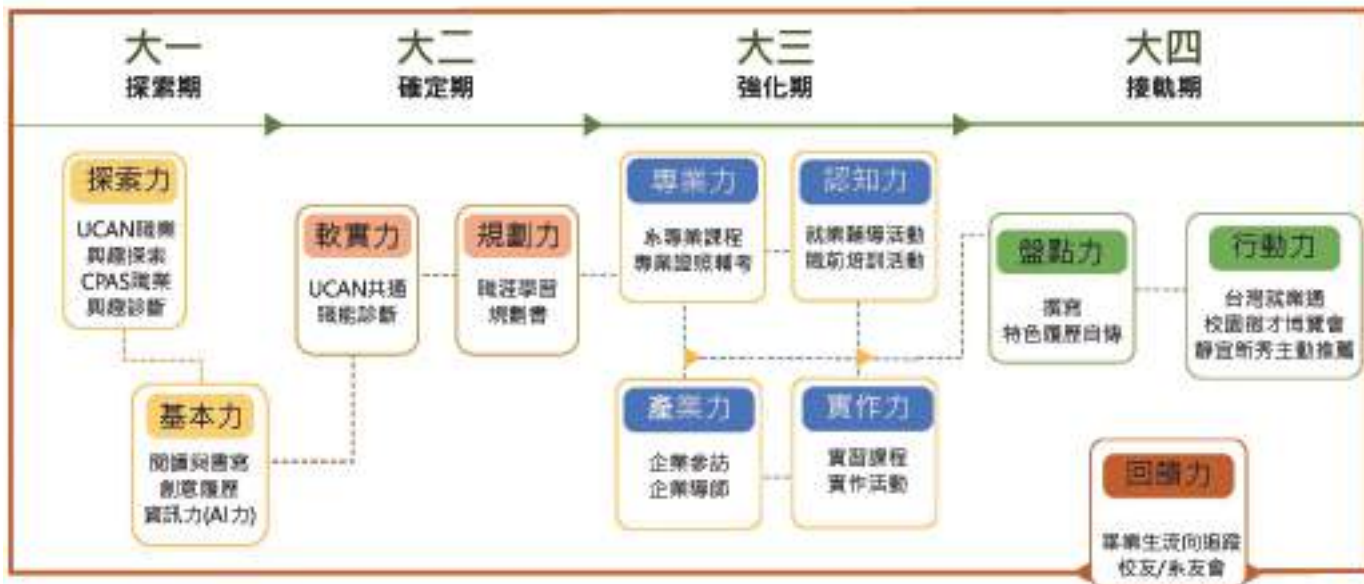 大一
探索期
大二
確定期
大三
強化期
大四
接軌期
探索力
UCAN職業
興趣探索
CPAS職業
興趣診斷
基本力
閱讀與書寫
創意履歷
資訊力(AI力)
軟實力
UCAN共通
職能診斷
規劃力
職涯學習
規劃書
專業力
系專業課程
專業證照輔考
認知力
就業輔導活動
職前培訓活動
產業力
企業參訪
企業導師
實作力
實習課程
實作活動
盤點力
撰寫
特色履歷自傳
行動力
台灣就業通
校園徵才博覽會
靜宜新秀主動推薦
回饋力
畢業生流向追蹤
校友/系友會